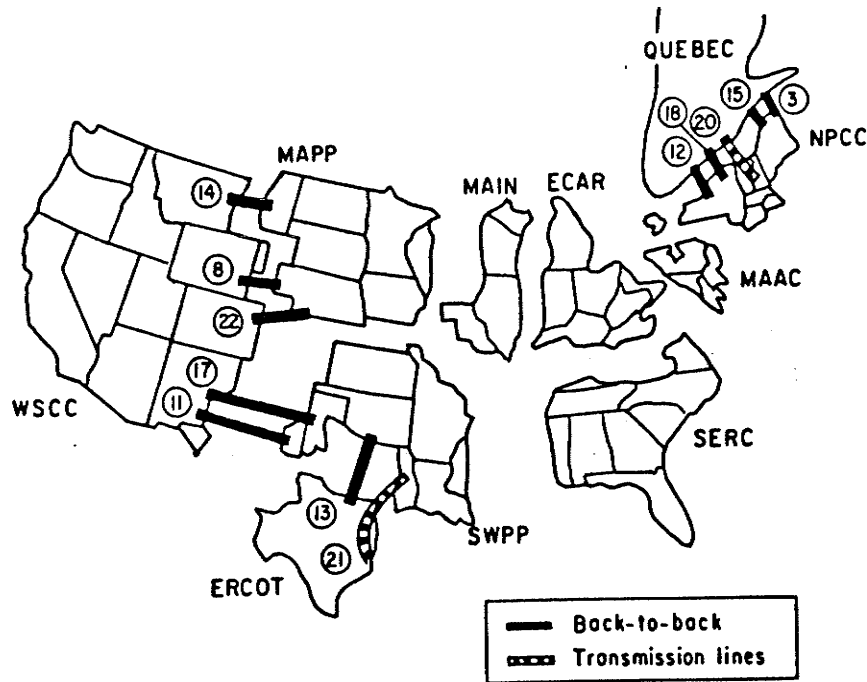 QUEBEC
15
3
18
20
NPCC
12
MAPP
14
MAIN
ECAR
8
MAAC
22
17
WSCC
11
SERC
13
SWPP
21
ERCOT
Back-to-back
Transmission lines